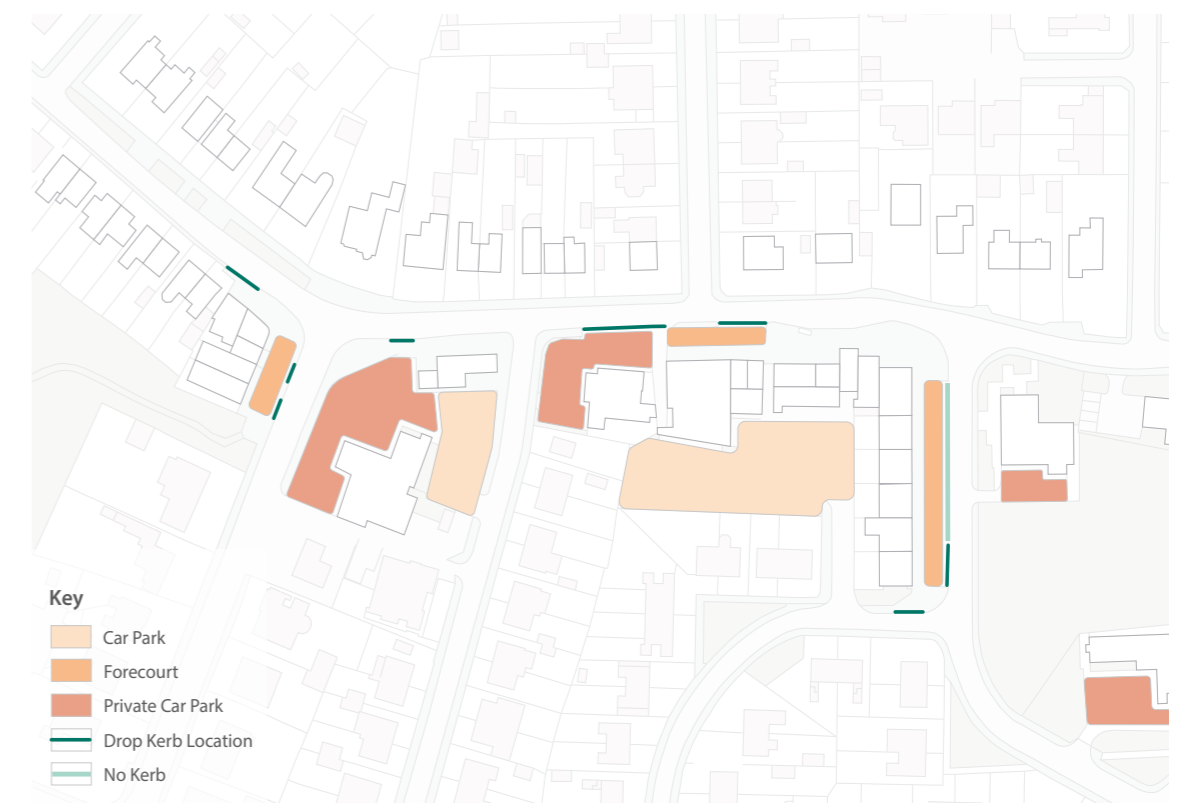 Key
Car Park
Forecourt
Private Car Park
Drop Kerb Location
No Kerb